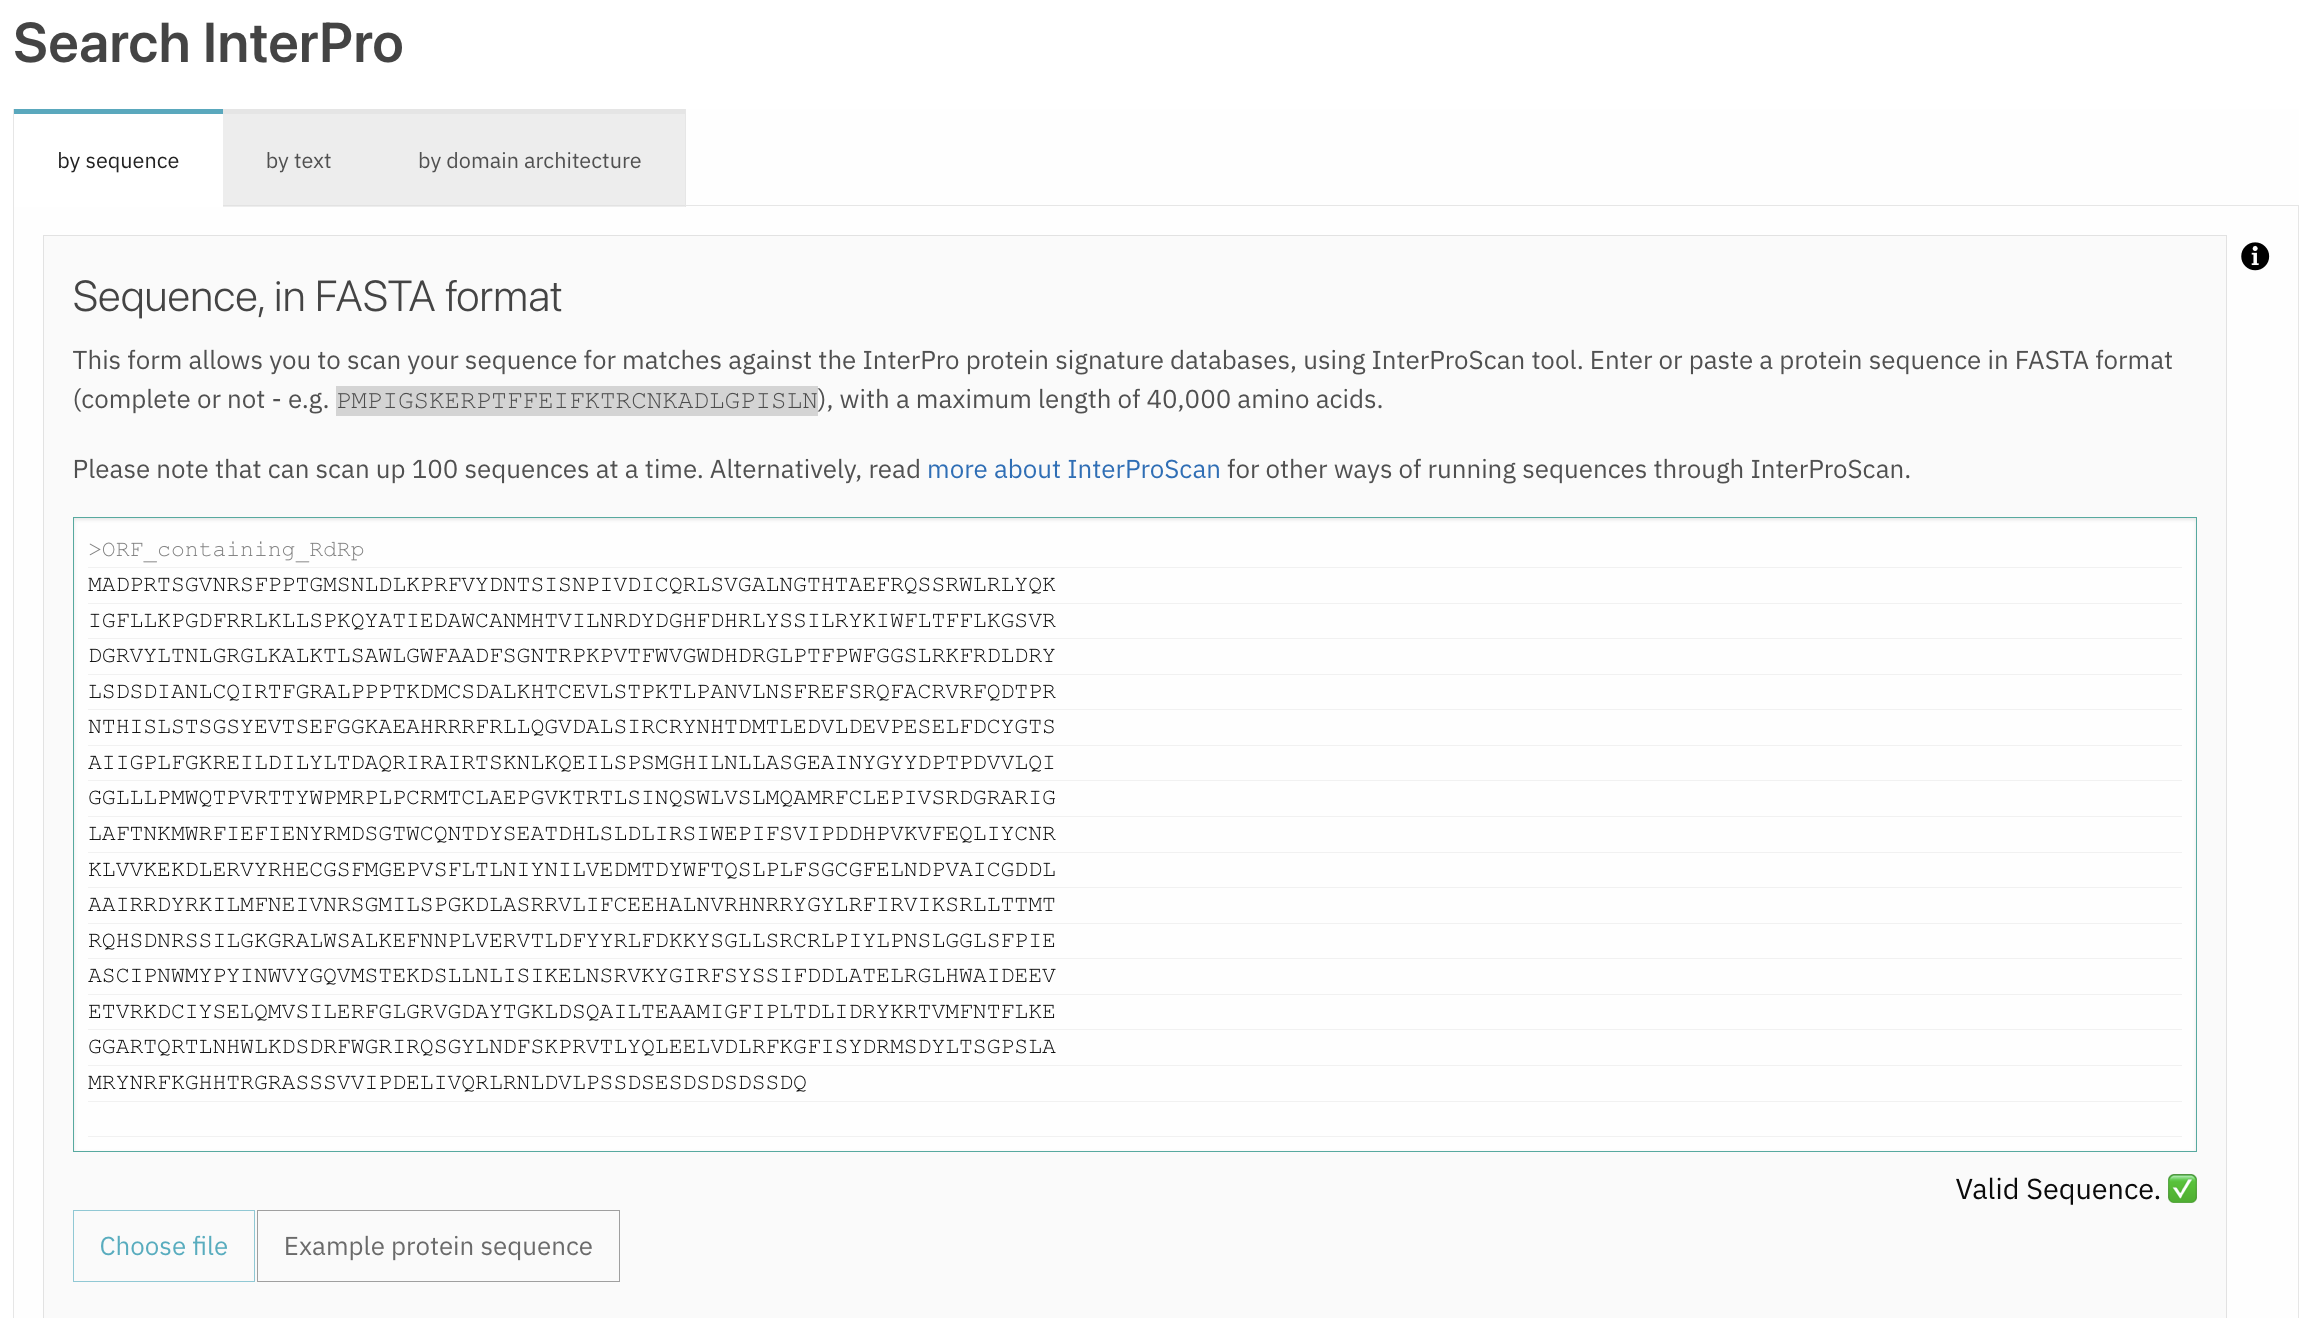 Search InterPro
by sequence
by text
by domain architecture
Sequence, in FASTA format
This form allows you to scan your sequence for matches against the InterPro protein signature databases, using InterProScan tool. Enter or paste a protein sequence in FASTA format
(complete or not - e.g. PMPIGSKERPTFFEIFKTRCNKADLGPISLN), with a maximum length of 40,000 amino acids.
Please note that can scan up 100 sequences at a time. Alternatively, read more about InterProScan for other ways of running sequences through InterProScan.
>ORF_containing_RdRp
MADPRTSGVNRSFPPTGMSNLDLKPRFVYDNTSISNPIVDICQRLSVGALNGTHTAEFRQSSRWLRLYQK
IGFLLKPGDFRRLKLLSPKQYATIEDAWCANMHTVILNRDYDGHFDHRLYSSILRYKIWFLTFFLKGSVR
DGRVYLTNLGRGLKALKTLSAWLGWFAADFSGNTRPKPVTFWVGWDHDRGLPTFPWFGGSLRKFRDLDRY
LSDSDIANLCQIRTFGRALPPPTKDMCSDALKHTCEVLSTPKTLPANVLNSFREFSRQFACRVRFQDTPR
NTHISLSTSGSYEVTSEFGGKAEAHRRRFRLLQGVDALSIRCRYNHTDMTLEDVLDEVPESELFDCYGTS
AIIGPLFGKREILDILYLTDAQRIRAIRTSKNLKQEILSPSMGHILNLLASGEAINYGYYDPTPDVVLQI
GGLLLPMWQTPVRTTYWPMRPLPCRMTCLAEPGVKTRTLSINQSWLVSLMQAMRFCLEPIVSRDGRARIG
LAFTNKMWRFIEFIENYRMDSGTWCQNTDYSEATDHLSLDLIRSIWEPIFSVIPDDHPVKVFEQLIYCNR
KLVVKEKDLERVYRHECGSFMGEPVSFLTLNIYNILVEDMTDYWFTQSLPLFSGCGFELNDPVAICGDDL
AAIRRDYRKILMFNEIVNRSGMILSPGKDLASRRVLIFCEEHALNVRHNRRYGYLRFIRVIKSRLLTTMT
RQHSDNRSSILGKGRALWSALKEFNNPLVERVTLDFYYRLFDKKYSGLLSRCRLPIYLPNSLGGLSFPIE
ASCIPNWMYPYINWVYGQVMSTEKDSLLNLISIKELNSRVKYGIRFSYSSIFDDLATELRGLHWAIDEEV
ETVRKDCIYSELQMVSILERFGLGRVGDAYTGKLDSQAILTEAAMIGFIPLTDLIDRYKRTVMFNTFLKE
GGARTQRTLNHWLKDSDRFWGRIRQSGYLNDFSKPRVTLYQLEELVDLRFKGFISYDRMSDYLTSGPSLA
MRYNRFKGHHTRGRASSSVVIPDELIVQRLRNLDVLPSSDSESDSDSDSSDQ
Valid Sequence. ✅
Choose file
Example protein sequence